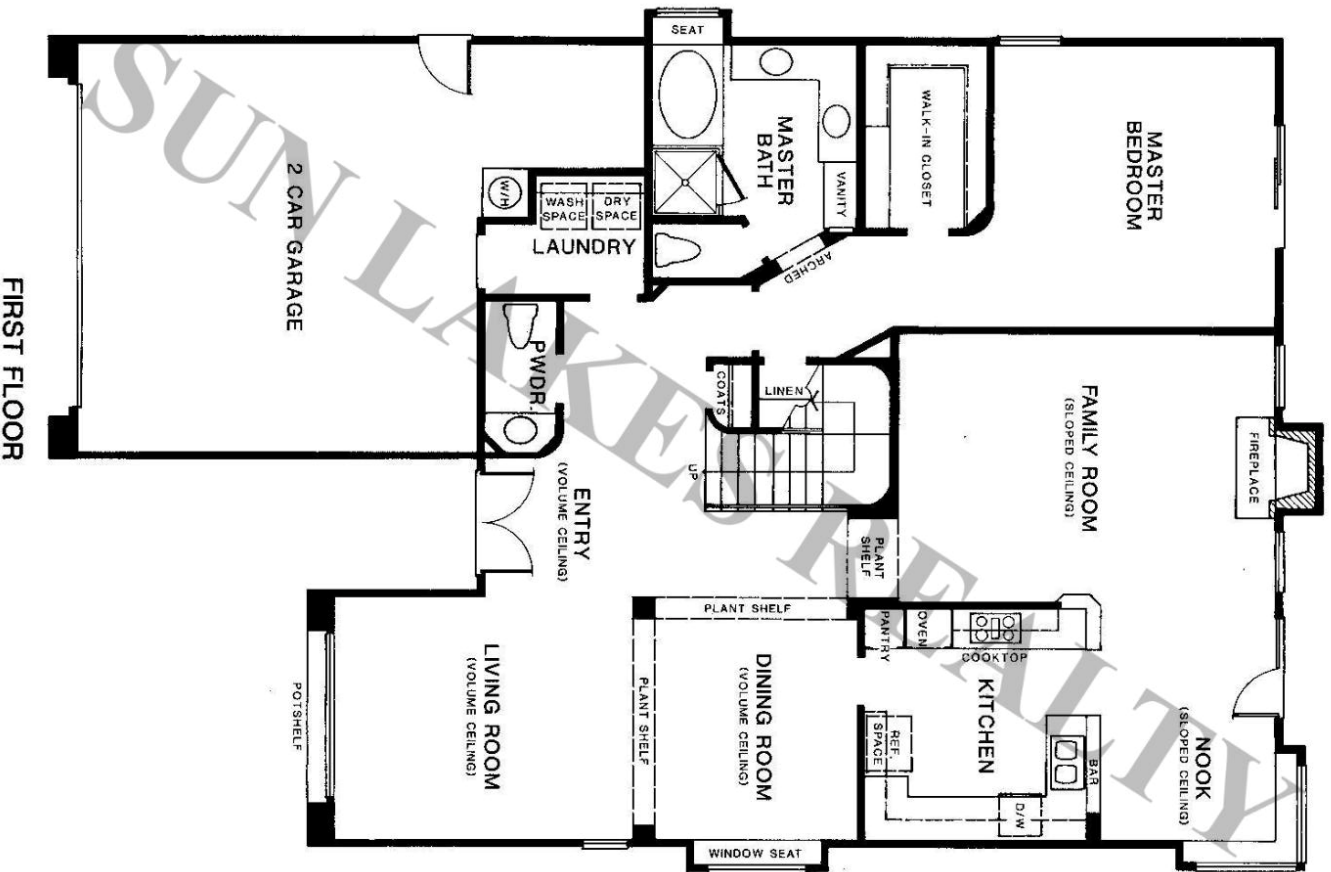 SEAT
MASTER
BATH
WALK-IN CLOSET
MASTER
BEDROOM
2 CAR GARAGE
W/H
WASH
SPACE
DRY
SPACE
VANITY
LAUNDRY
ARCHED
FIRST FLOOR
PWDR.
COATS
LINEN
UP
FAMILY ROOM
(SLOPED CEILING)
FIREPLACE
ENTRY
(VOLUME CEILING)
PLANT
SHELF
PLANT SHELF
PANTRY
OVEN
COOKTOP
LIVING ROOM
(VOLUME CEILING)
POTSHELF
PLANT SHELF
DINING ROOM
(VOLUME CEILING)
KITCHEN
REF.
SPACE
BAR
D/W
NOOK
(SLOPED CEILING)
WINDOW SEAT
SUN LAKES REALTY